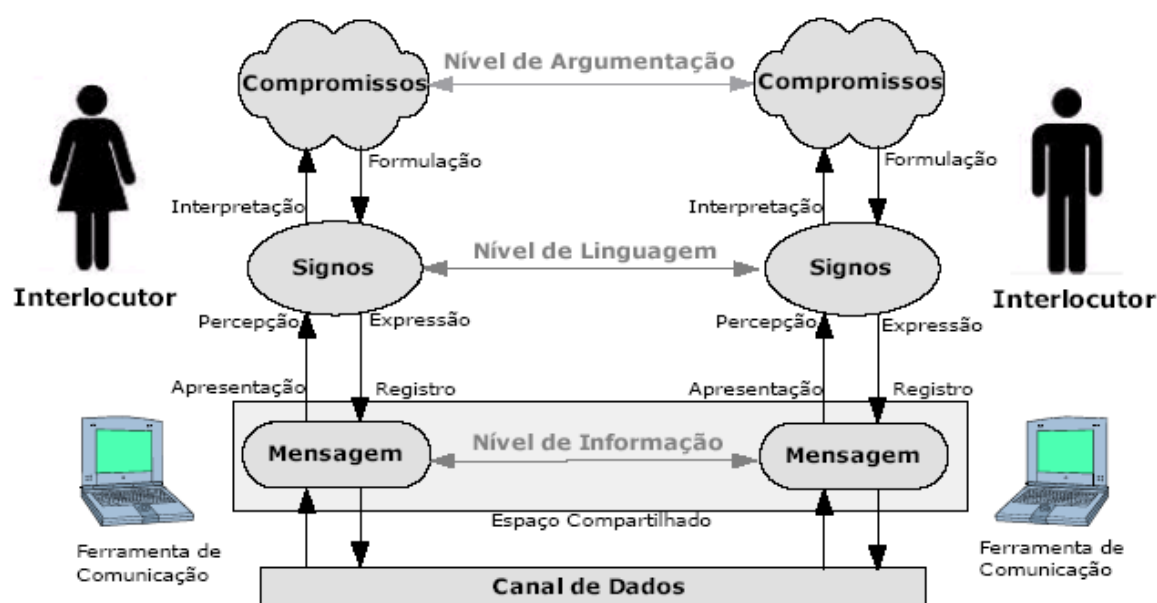 Compromissos
Nível de Argumentação
Compromissos
Formulação
Formulação
Interpretação
Interpretação
Signos
Nível de Linguagem
Signos
Interlocutor
Interlocutor
Percepção
Expressão
Percepção
Expressão
Apresentação
Registro
Apresentação
Registro
Mensagem
Nível de Informação
Mensagem
Espaço Compartilhado
Ferramenta de
Comunicação
Ferramenta de
Comunicação
Canal de Dados